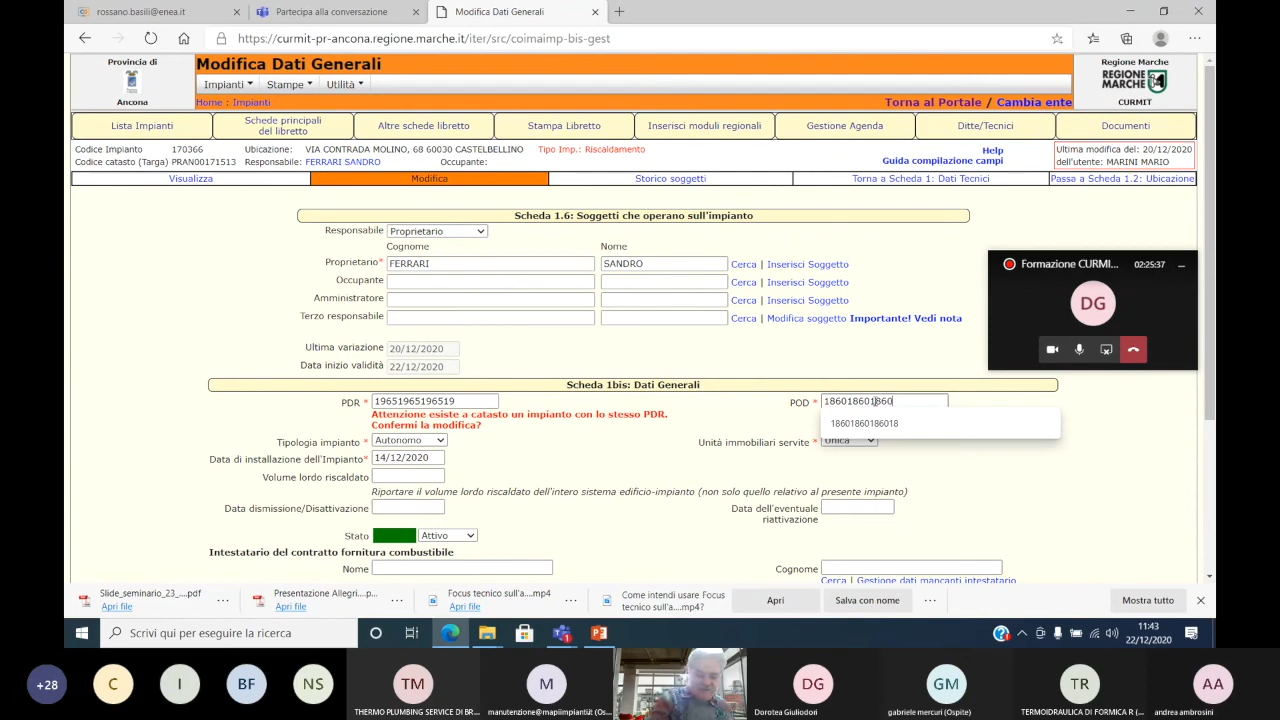 rossano.basili@enea.it
Partecipa alla conversazione
Modifica Dati Generali
https://curmit-pr-ancona.regione.marche.it/iter/src/coimaimp-bis-gest
Provincia di
Ancona
Modifica Dati Generali
Impianti Stampe Utilità
Home : Impianti
Torna al Portale / Cambia ente
Regione Marche
REGIONE
MARCHE
CURMIT
Lista Impianti
Schede principali
del libretto
Altre schede libretto
Stampa Libretto
Inserisci moduli regionali
Gestione Agenda
Ditte/Tecnici
Documenti
Codice Impianto 170366 Ubicazione: VIA CONTRADA MOLINO, 68 60030 CASTELBELLINO Tipo Imp.: Riscaldamento
Codice catasto (Targa) PRAN00171513 Responsabile: FERRARI SANDRO Occupante:
Help
Guida compilazione campi
Ultima modifica del: 20/12/2020
dell'utente: MARINI MARIO
Visualizza Modifica Storico soggetti Torna a Scheda 1: Dati Tecnici Passa a Scheda 1.2: Ubicazione
Scheda 1.6: Soggetti che operano sull'impianto
Responsabile Proprietario
Cognome Nome
Proprietario* FERRARI SANDRO Cerca | Inserisci Soggetto
Occupante Cerca | Inserisci Soggetto
Amministratore Cerca | Inserisci Soggetto
Terzo responsabile Cerca | Modifica soggetto Importante! Vedi nota
Ultima variazione 20/12/2020
Data inizio validità 22/12/2020
Formazione CURMI... 02:25:37
DG
Scheda 1bis: Dati Generali
PDR * 19651965196519 POD * 186018601860
Attenzione esiste a catasto un impianto con lo stesso PDR.
Confermi la modifica?
18601860186018
Tipologia impianto * Autonomo Unità immobiliari servite * Unica
Data di installazione dell'Impianto* 14/12/2020
Volume lordo riscaldato
Riportare il volume lordo riscaldato dell'intero sistema edificio-impianto (non solo quello relativo al presente impianto)
Data dismissione/Disattivazione Data dell'eventuale
riattivazione
Stato Attivo
Intestatario del contratto fornitura combustibile
Nome Cognome
Cerca | Gestione dati mancanti intestatario
Slide_seminario_23_....pdf
Apri file
Presentazione Allegri....p...
Apri file
Focus tecnico sull'a....mp4
Apri file
Come intendi usare Focus
tecnico sull'a....mp4?
Apri
Salva con nome
Mostra tutto
Scrivi qui per eseguire la ricerca
11:43
22/12/2020
+28
C
I
BF
NS
TM
THERMO PLUMBING SERVICE DI BR...
M
manutenzione@mapiimpianti (Os...
DG
Dorotea Giuliodori
GM
gabriele mercuri (Ospite)
TR
TERMOIDRAULICA DI FORMICA R (...
AA
andrea ambrosini